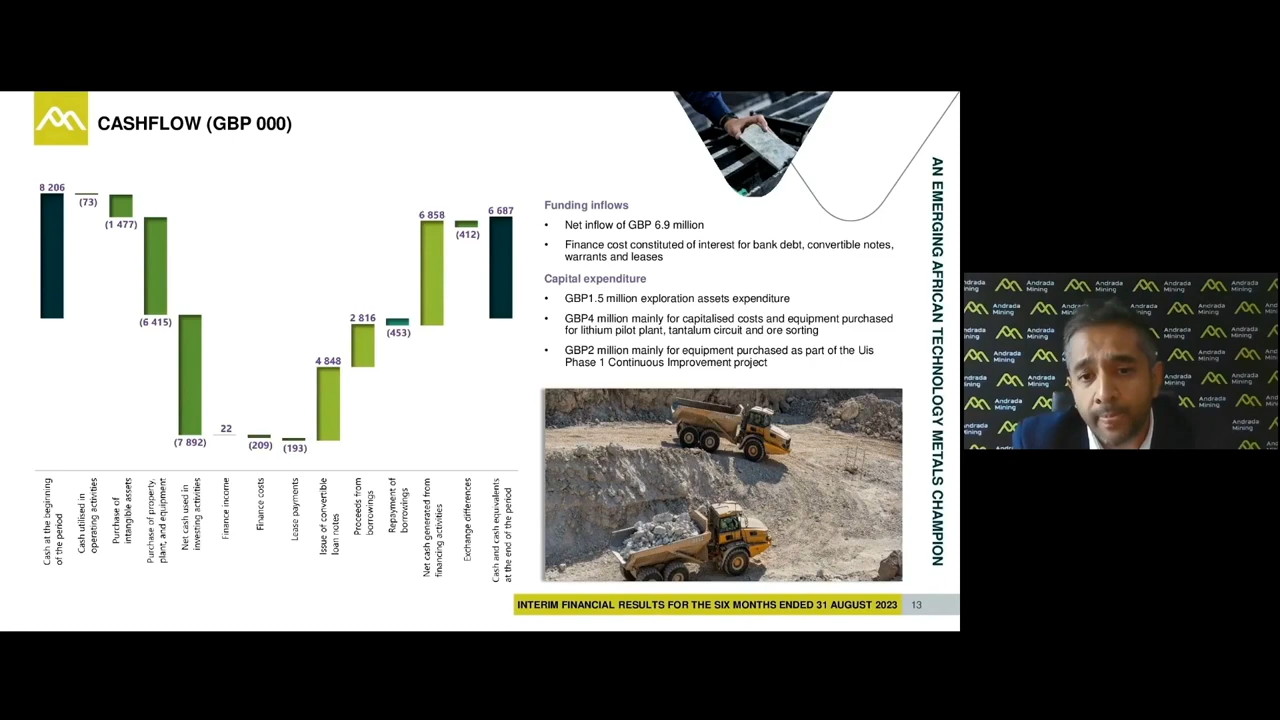 CASHFLOW (GBP 000)
8 206
(73)
(1 477)
(6 415)
(7 892)
22
(209)
(193)
4 848
2 816
(453)
6 858
(412)
6 687
Cash at the beginning
of the period
Cash utilised in
operating activities
Purchase of
intangible assets
Purchase of property,
plant, and equipment
Net cash used in
investing activities
Finance income
Finance costs
Lease payments
Issue of convertible
loan notes
Proceeds from
borrowings
Repayment of
borrowings
Net cash generated from
financing activities
Exchange differences
Cash and cash equivalents
at the end of the period
Funding inflows
• Net inflow of GBP 6.9 million
• Finance cost constituted of interest for bank debt, convertible notes,
warrants and leases
Capital expenditure
• GBP1.5 million exploration assets expenditure
• GBP4 million mainly for capitalised costs and equipment purchased
for lithium pilot plant, tantalum circuit and ore sorting
• GBP2 million mainly for equipment purchased as part of the Uis
Phase 1 Continuous Improvement project
AN EMERGING AFRICAN TECHNOLOGY METALS CHAMPION
INTERIM FINANCIAL RESULTS FOR THE SIX MONTHS ENDED 31 AUGUST 2023
13
Andrada
Mining